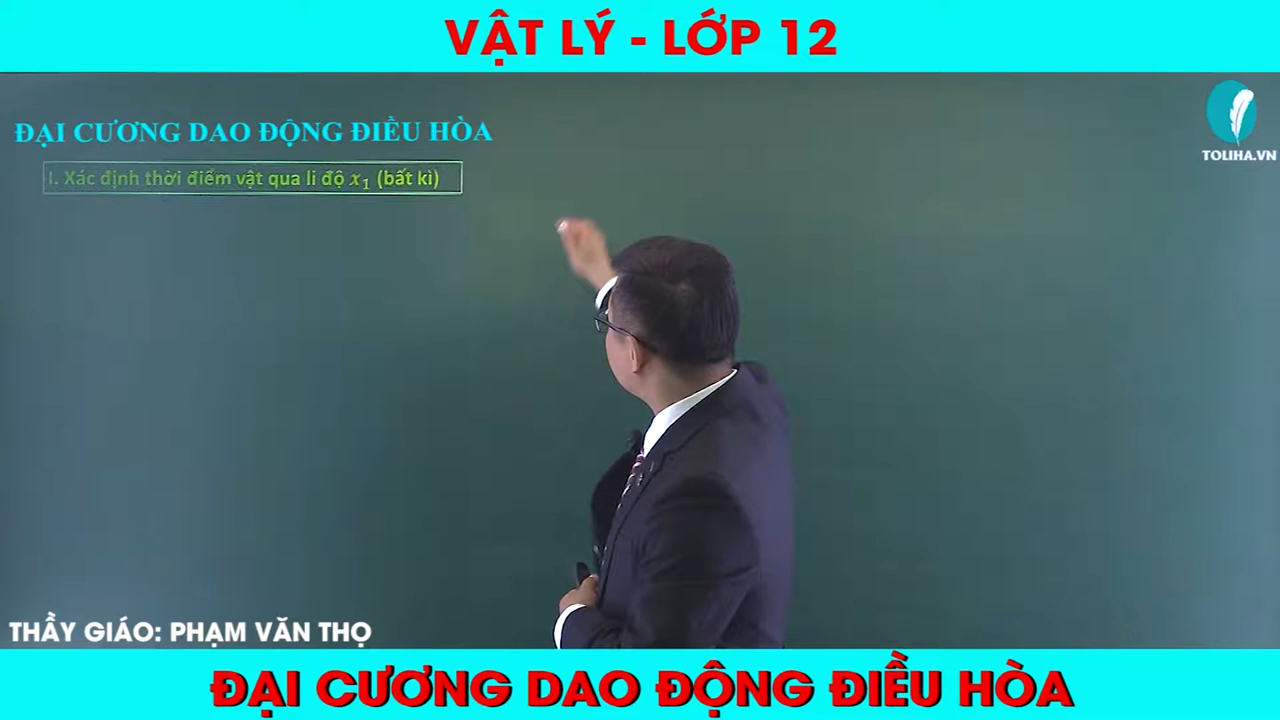 VẬT LÝ - LỚP 12
ĐẠI CƯƠNG DAO ĐỘNG ĐIỀU HÒA
I. Xác định thời điểm vật qua li độ x₁ (bất kì)
TOLIHA.VN
THẦY GIÁO: PHẠM VĂN THỌ
ĐẠI CƯƠNG DAO ĐỘNG ĐIỀU HÒA